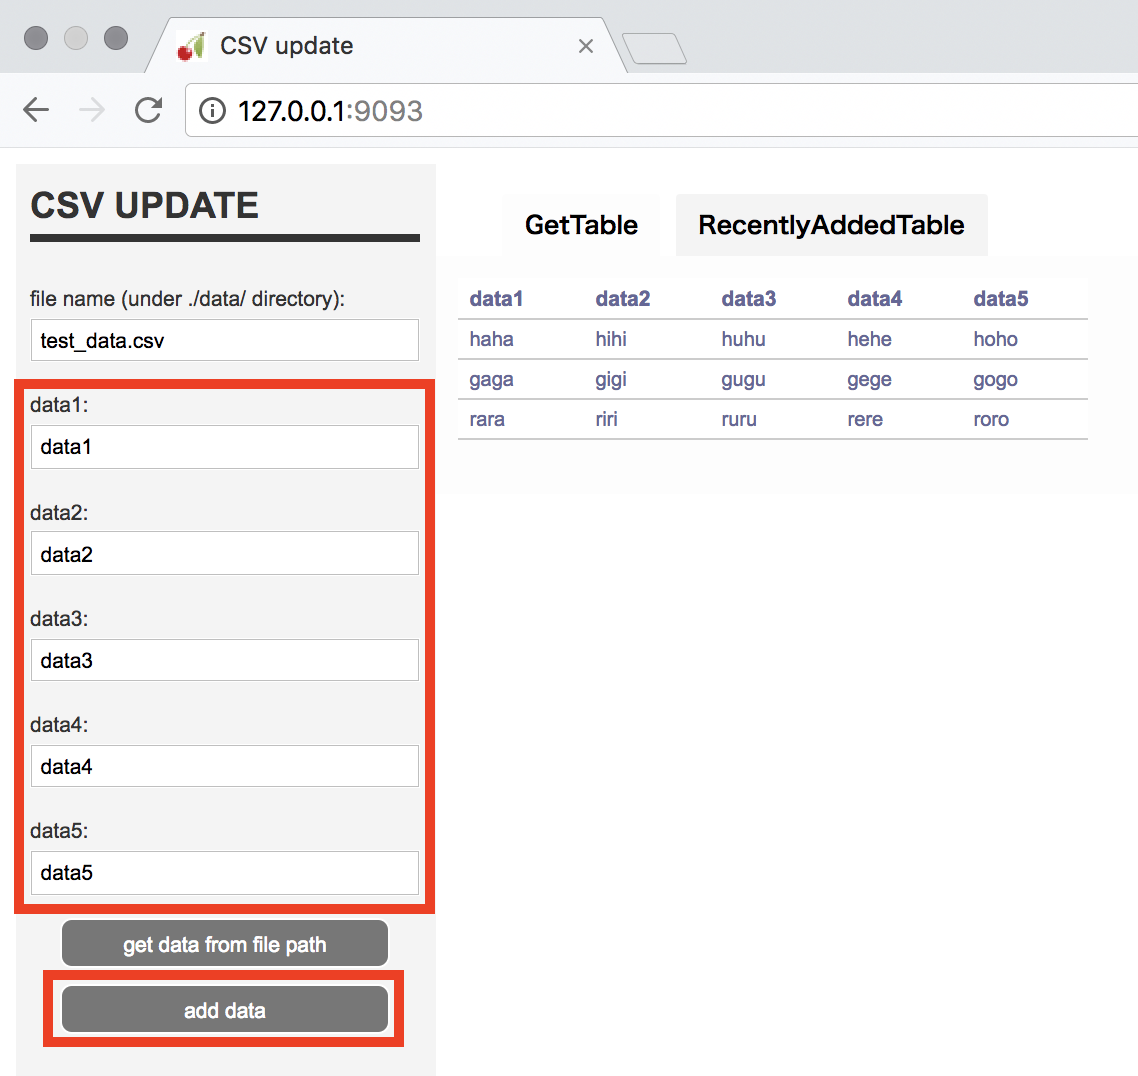 CSV update
127.0.0.1:9093
CSV UPDATE
file name (under ./data/ directory):
test_data.csv
data1:
data1
data2:
data2
data3:
data3
data4:
data4
data5:
data5
get data from file path
add data
GetTable RecentlyAddedTable
data1 data2 data3 data4 data5
haha hihi huhu hehe hoho
gaga gigi gugu gege gogo
rara riri ruru rere roro